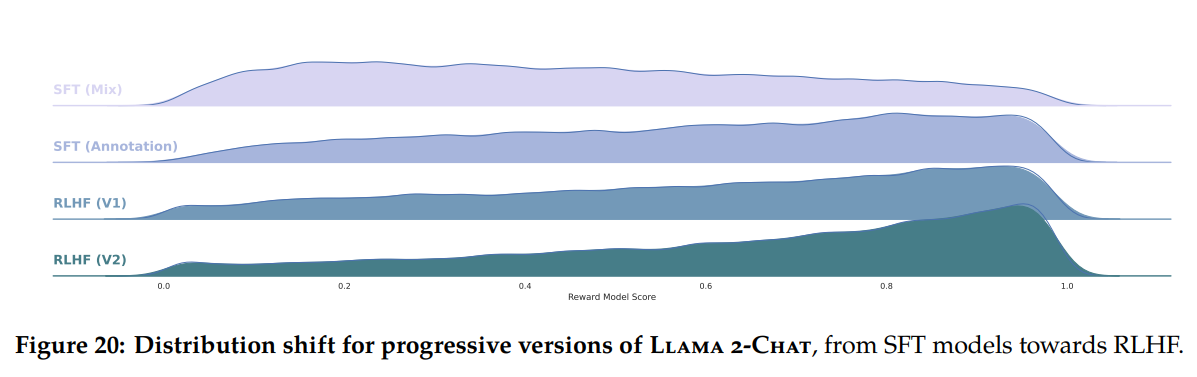 SFT (Mix)
SFT (Annotation)
RLHF (V1)
RLHF (V2)
0.0 0.2 0.4 0.6 0.8 1.0
Reward Model Score
Figure 20: Distribution shift for progressive versions of LLAMA 2-CHAT, from SFT models towards RLHF.